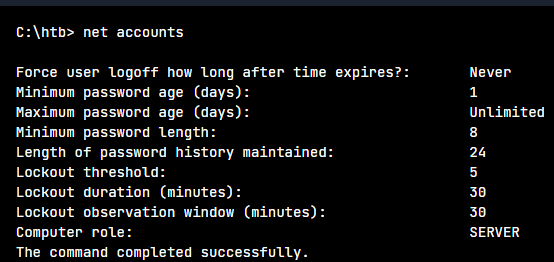 C:\htb> net accounts
Force user logoff how long after time expires?: Never
Minimum password age (days): 1
Maximum password age (days): Unlimited
Minimum password length: 8
Length of password history maintained: 24
Lockout threshold: 5
Lockout duration (minutes): 30
Lockout observation window (minutes): 30
Computer role: SERVER
The command completed successfully.